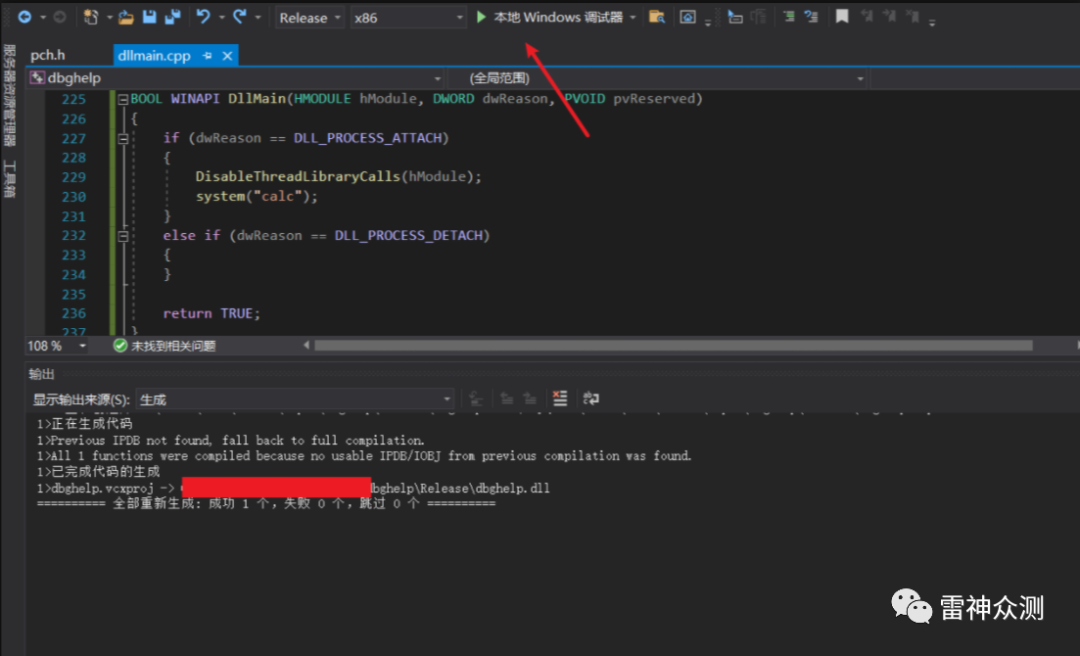 Release x86 本地 Windows 调试器
pch.h dllmain.cpp
服务器资源管理器
工具箱
dbghelp (全局范围)
225 BOOL WINAPI DllMain(HMODULE hModule, DWORD dwReason, PVOID pvReserved)
226 {
227 if (dwReason == DLL_PROCESS_ATTACH)
228 {
229 DisableThreadLibraryCalls(hModule);
230 system("calc");
231 }
232 else if (dwReason == DLL_PROCESS_DETACH)
233 {
234 }
235
236 return TRUE;
237 }
108 % 未找到相关问题
输出
显示输出来源(S): 生成
1>正在生成代码
1>Previous IPDB not found, fall back to full compilation.
1>All 1 functions were compiled because no usable IPDB/IOBJ from previous compilation was found.
1>已完成代码的生成
1>dbghelp.vcxproj -> bghelp\Release\dbghelp.dll
========== 全部重新生成: 成功 1 个，失败 0 个，跳过 0 个 ==========
雷神众测